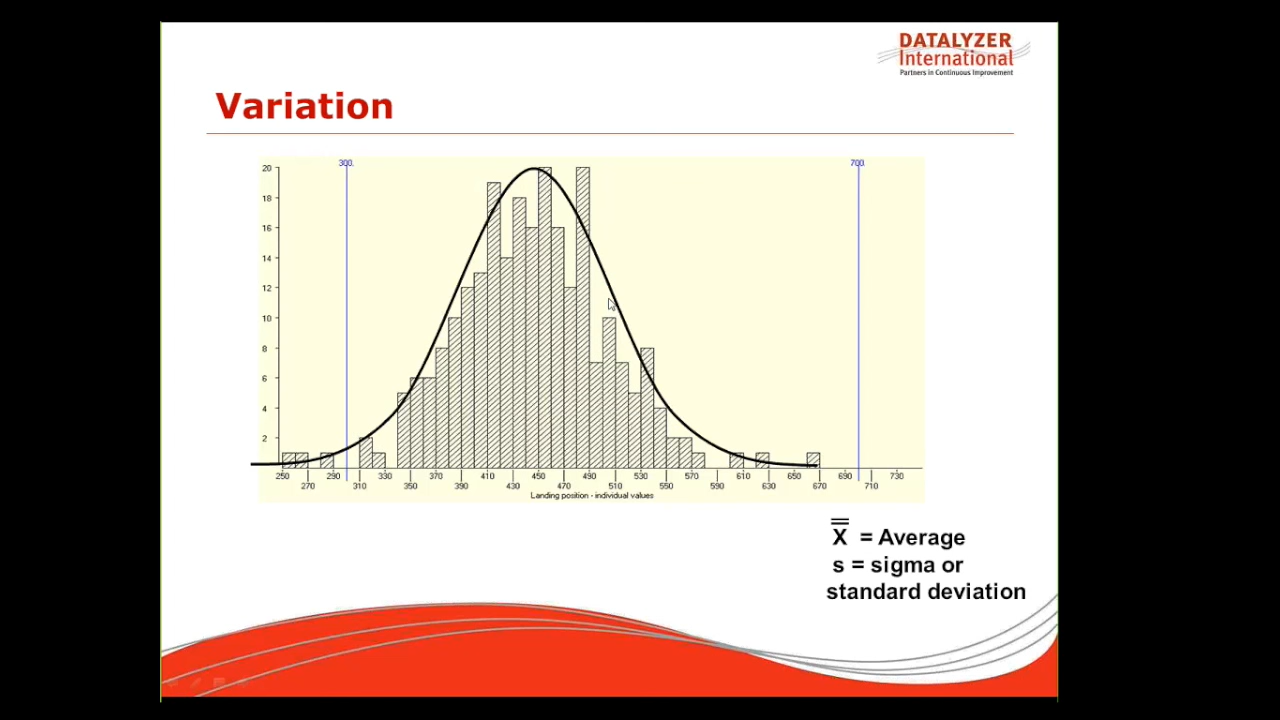 DATALYZER
International
Partners in Continuous Improvement
Variation
300.
700.
20
18
16
14
12
10
8
6
4
2
250 290 330 370 410 450 490 530 570 610 650 690 730
270 310 350 390 430 470 510 550 590 630 670 710
Landing position - individual values
X = Average
s = sigma or
standard deviation